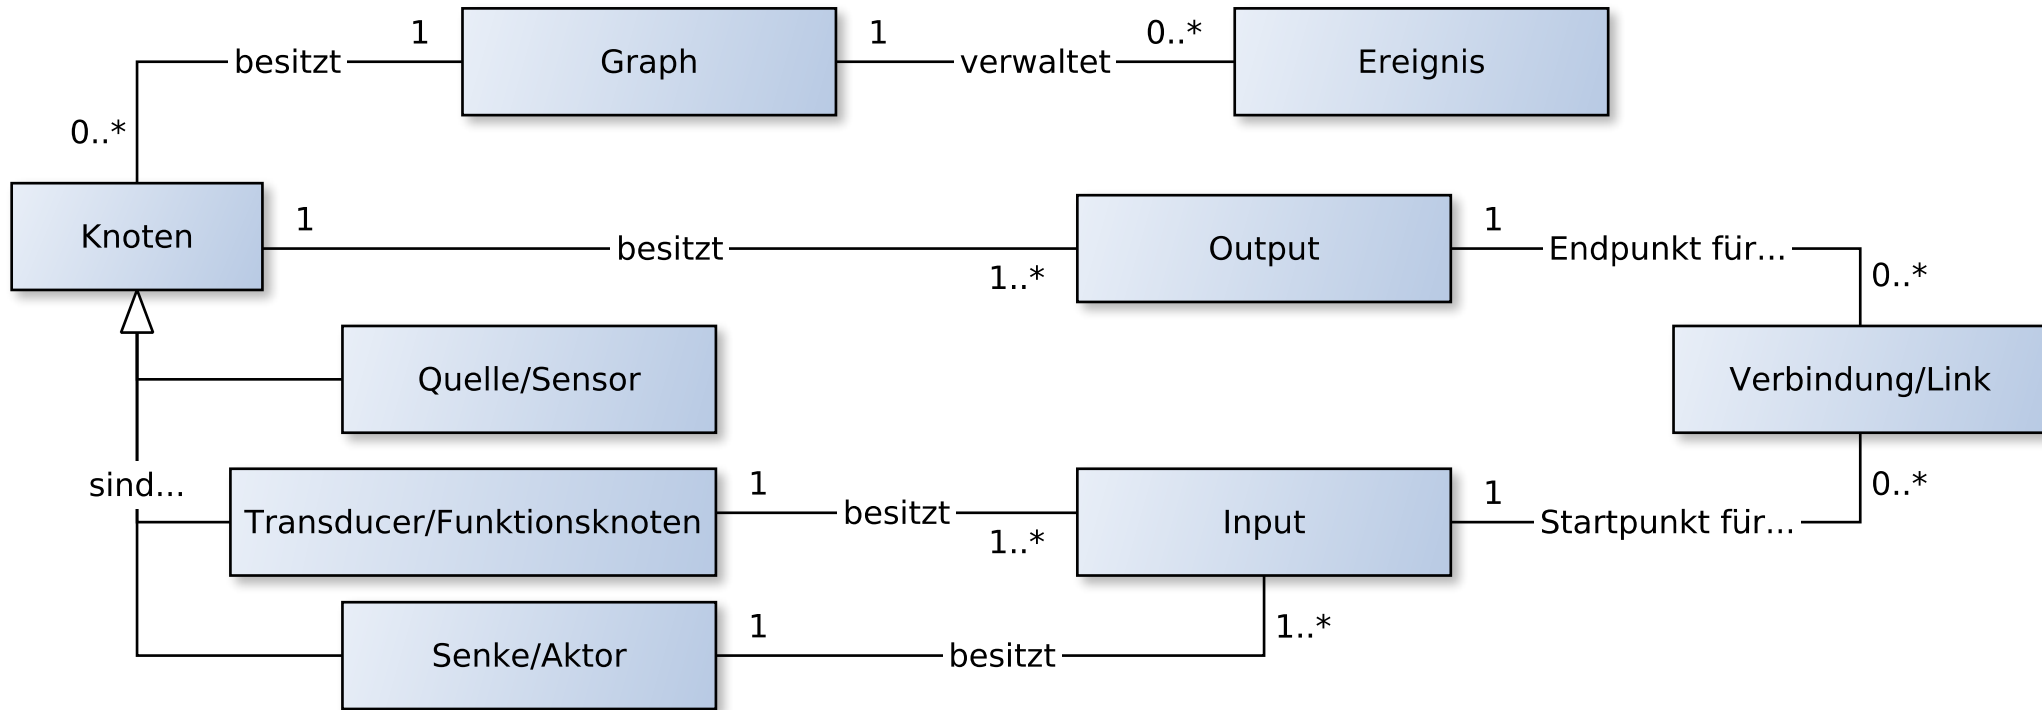 1
1
0..*
besitzt
Graph
verwaltet
Ereignis
0..*
Knoten
1
besitzt
1..*
Output
1
Endpunkt für...
0..*
Quelle/Sensor
Verbindung/Link
sind...
Transducer/Funktionsknoten
1
besitzt
1..*
Input
1
Startpunkt für...
0..*
Senke/Aktor
1
besitzt
1..*